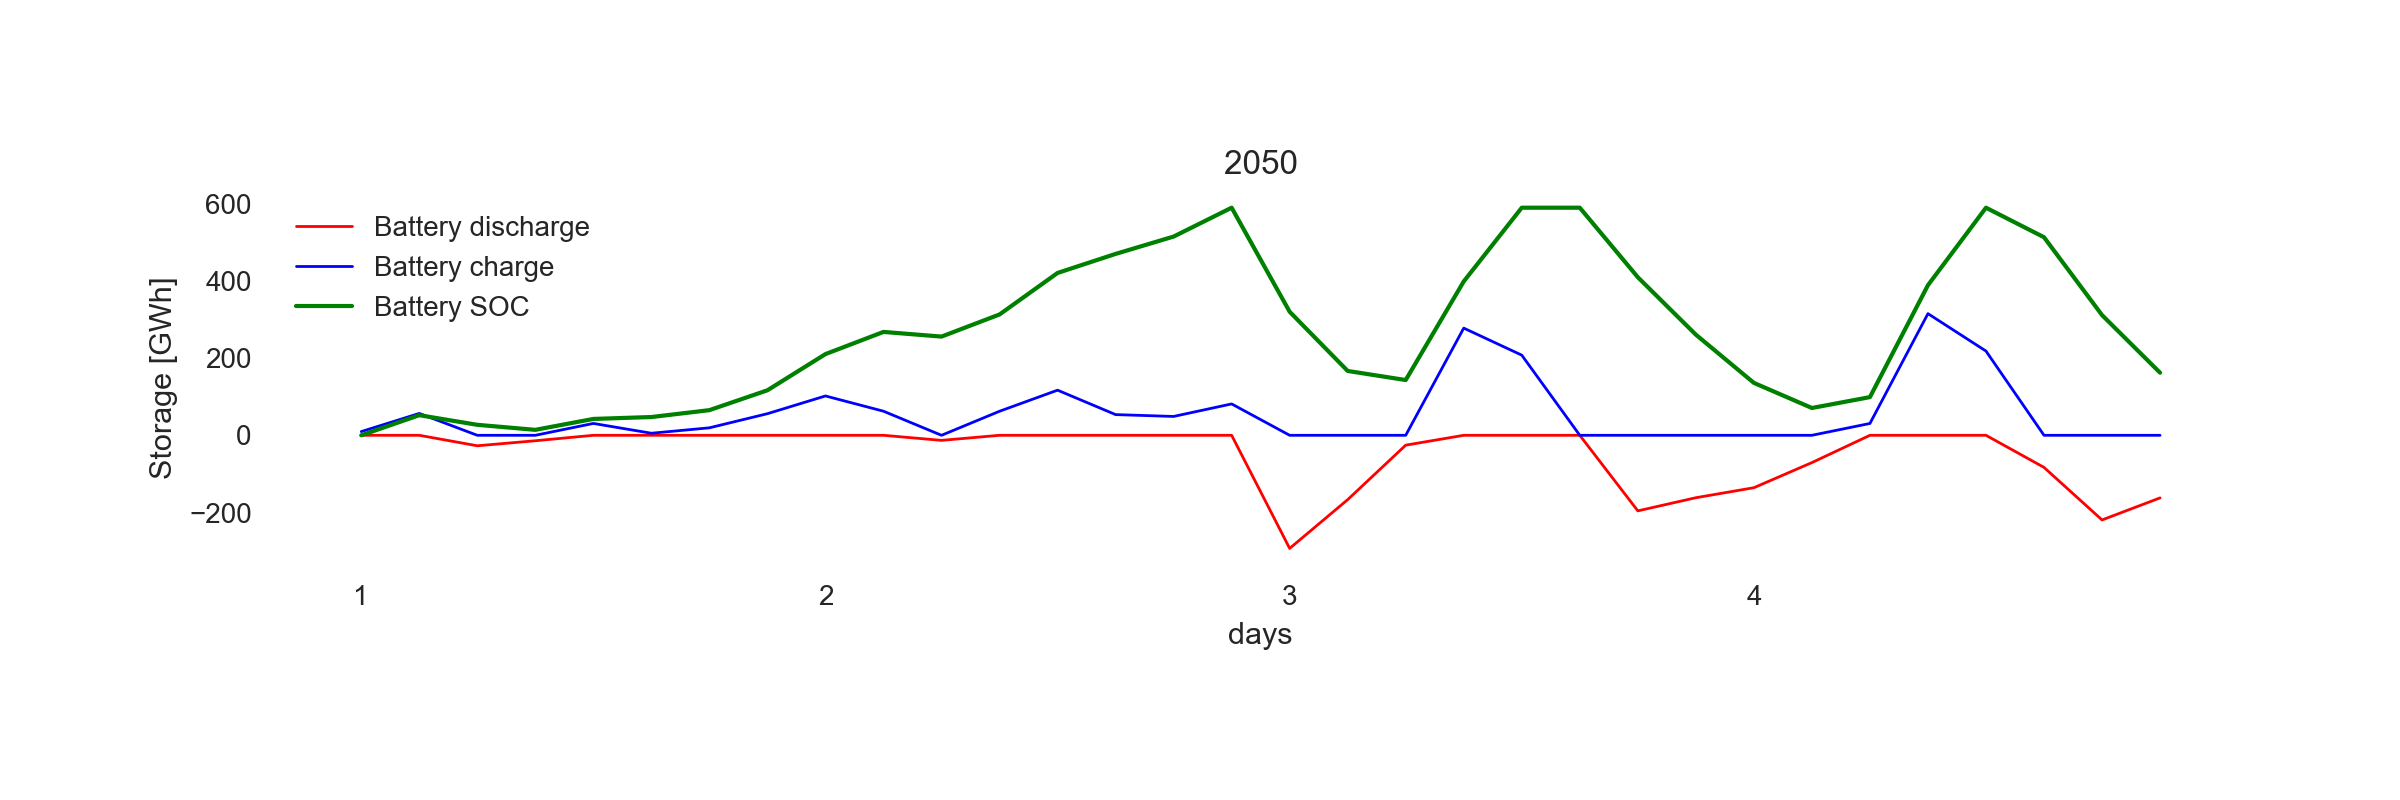 2050
600
400
200
0
−200
Storage [GWh]
Battery discharge
Battery charge
Battery SOC
1 2 3 4
days